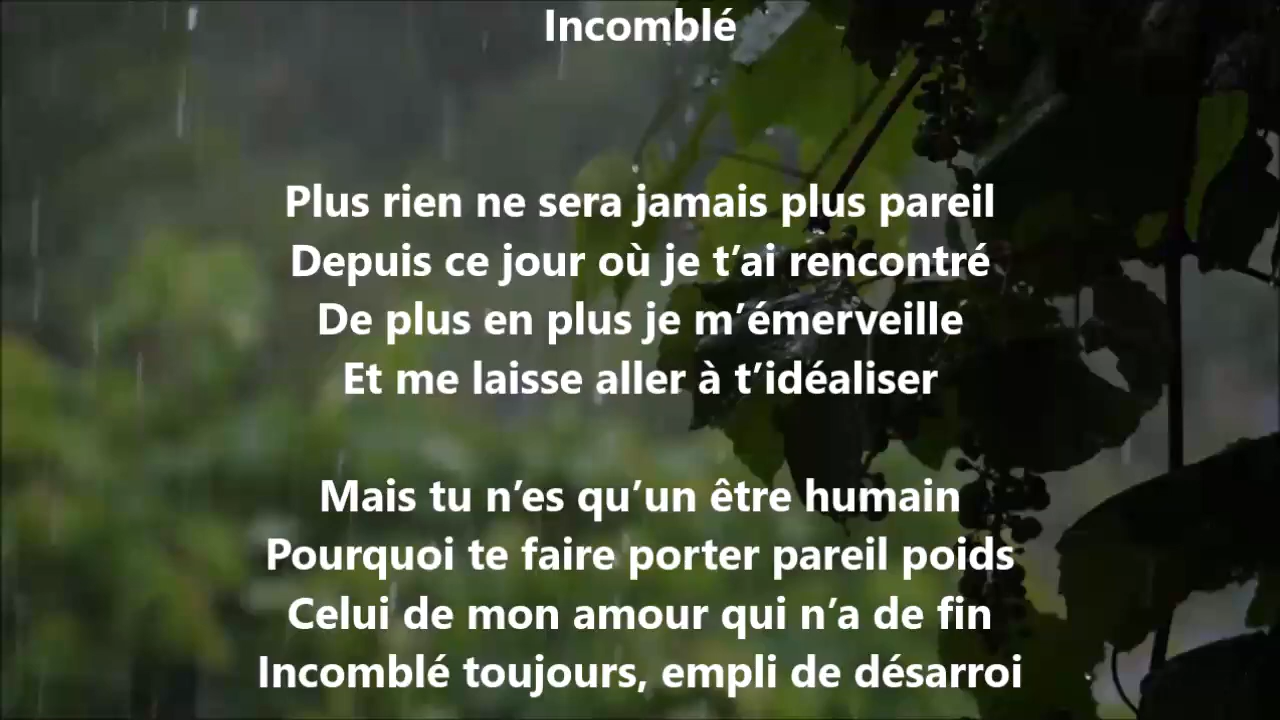 Incomblé
Plus rien ne sera jamais plus pareil
Depuis ce jour où je t’ai rencontré
De plus en plus je m’émerveille
Et me laisse aller à t’idéaliser
Mais tu n’es qu’un être humain
Pourquoi te faire porter pareil poids
Celui de mon amour qui n’a de fin
Incomblé toujours, empli de désarroi